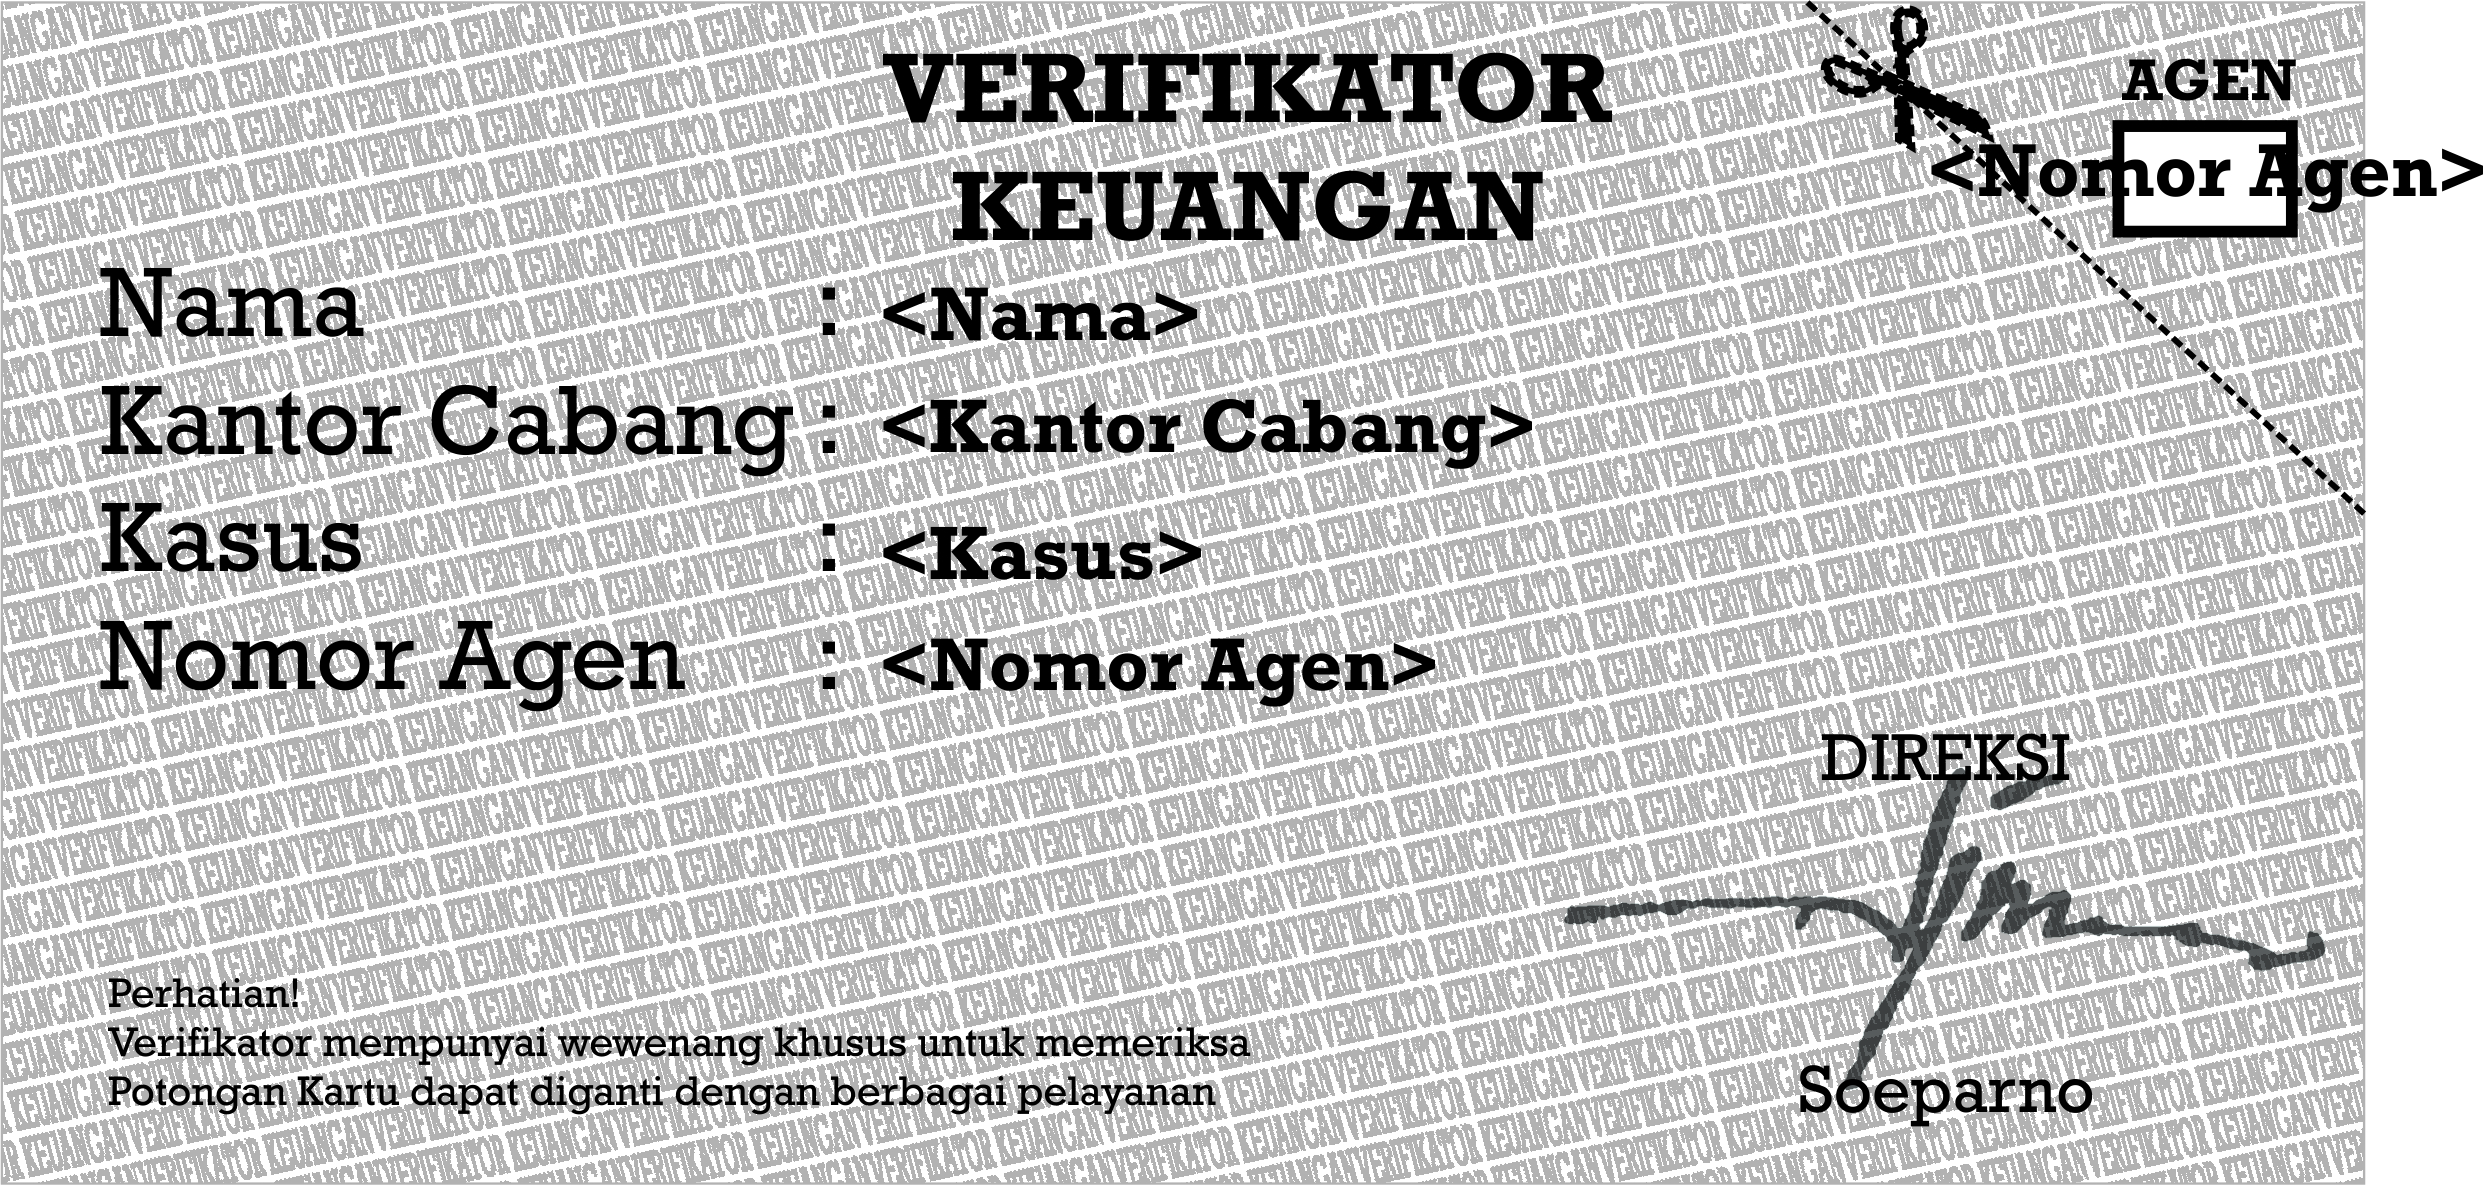 VERIFIKATOR
KEUANGAN
AGEN
<Nomor Agen>
Nama : <Nama>
Kantor Cabang : <Kantor Cabang>
Kasus : <Kasus>
Nomor Agen : <Nomor Agen>
DIREKSI
Soeparno
Perhatian!
Verifikator mempunyai wewenang khusus untuk memeriksa
Potongan Kartu dapat diganti dengan berbagai pelayanan